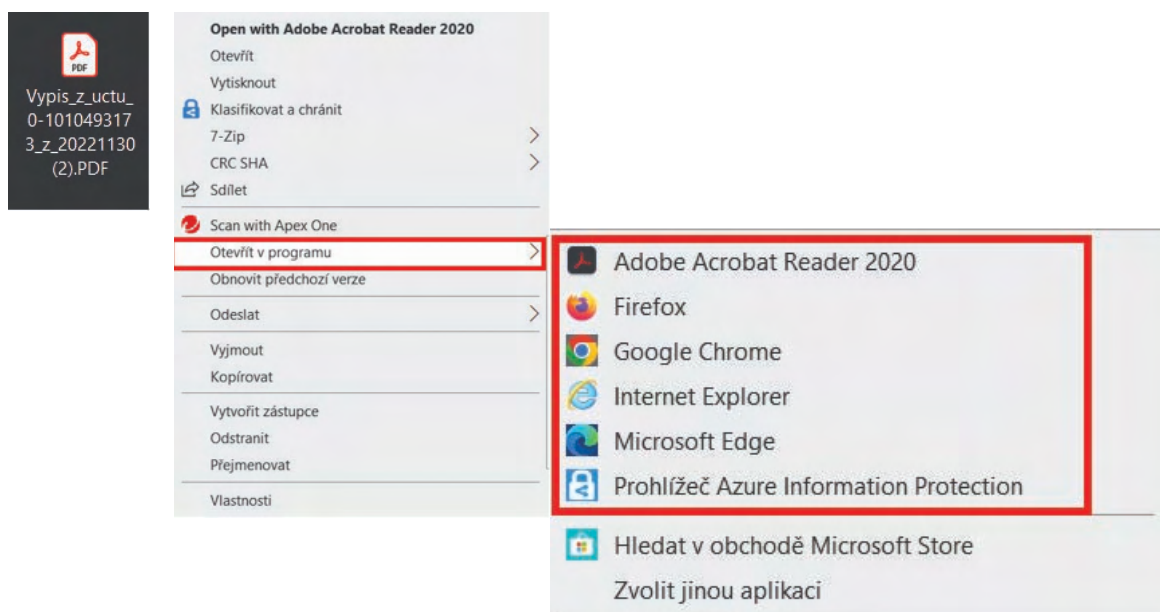 PDF
Vypis_z_uctu_
0-101049317
3_z_20221130
(2).PDF
Open with Adobe Acrobat Reader 2020
Otevřít
Vytisknout
Klasifikovat a chránit
7-Zip
CRC SHA
Sdílet
Scan with Apex One
Otevřít v programu
Obnovit předchozí verze
Odeslat
Vyjmout
Kopírovat
Vytvořit zástupce
Odstranit
Přejmenovat
Vlastnosti
Adobe Acrobat Reader 2020
Firefox
Google Chrome
Internet Explorer
Microsoft Edge
Prohlížeč Azure Information Protection
Hledat v obchodě Microsoft Store
Zvolit jinou aplikaci